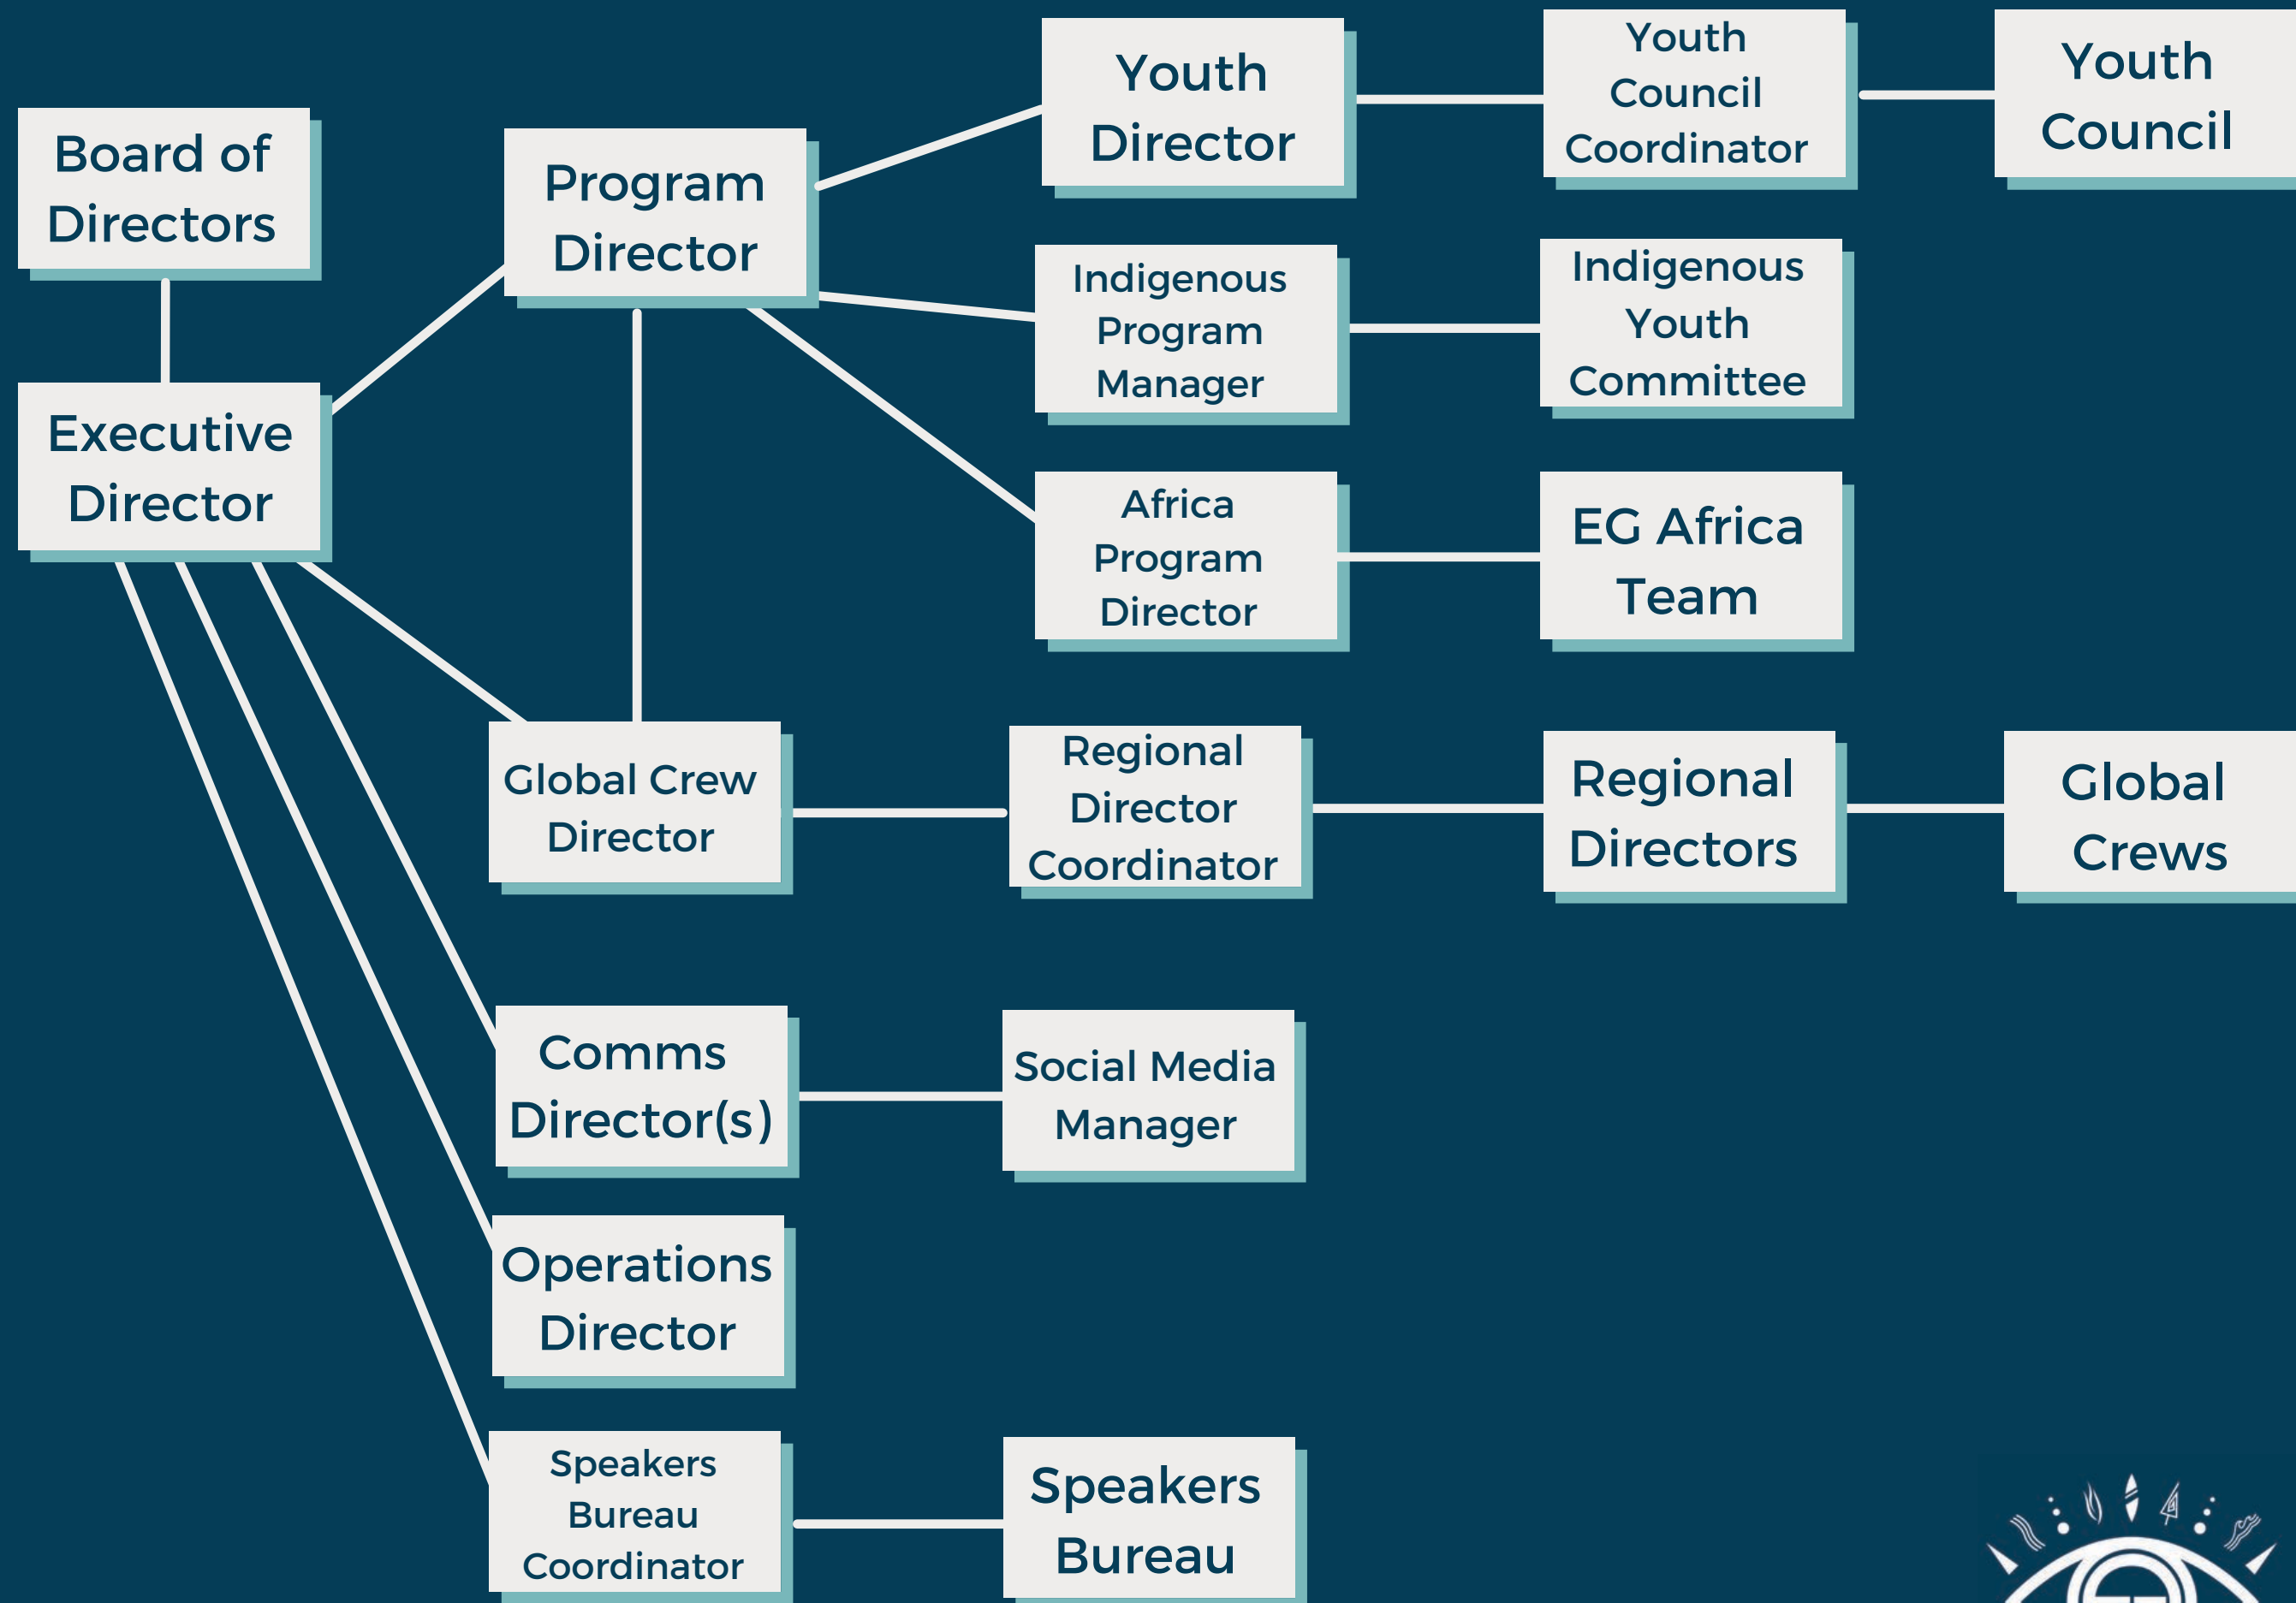 Board of
Directors
Executive
Director
Program
Director
Youth
Director
Youth
Council
Coordinator
Youth
Council
Indigenous
Program
Manager
Indigenous
Youth
Committee
Africa
Program
Director
EG Africa
Team
Global Crew
Director
Regional
Director
Coordinator
Regional
Directors
Global
Crews
Comms
Director(s)
Social Media
Manager
Operations
Director
Speakers
Bureau
Coordinator
Speakers
Bureau